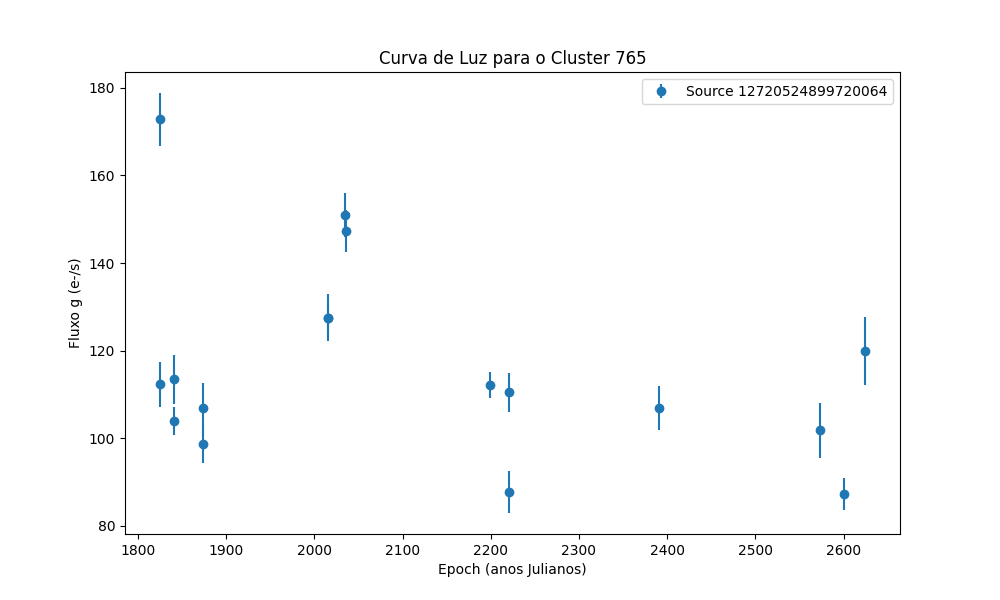 Curva de Luz para o Cluster 765
Source 12720524899720064
Fluxo g (e-/s)
180
160
140
120
100
80
1800 1900 2000 2100 2200 2300 2400 2500 2600
Epoch (anos Julianos)